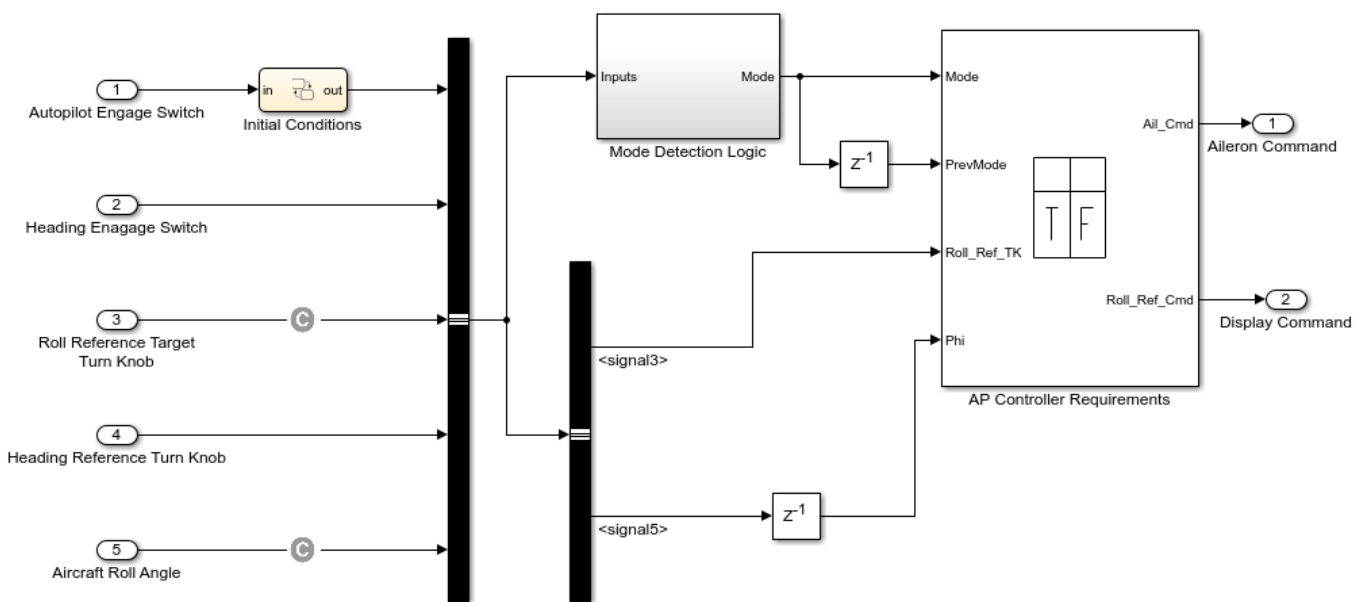 1
Autopilot Engage Switch
in
out
Initial Conditions
2
Heading Enagage Switch
3
C
Roll Reference Target
Turn Knob
4
Heading Reference Turn Knob
5
C
Aircraft Roll Angle
Inputs
Mode
Mode Detection Logic
z-1
<signal3>
<signal5>
z-1
Mode
PrevMode
Roll_Ref_TK
Phi
T F
Ail_Cmd
Roll_Ref_Cmd
AP Controller Requirements
1
Aileron Command
2
Display Command